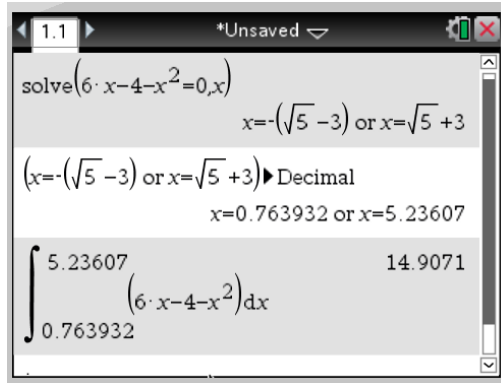 1.1 *Unsaved
solve(6·x-4-x²=0,x)
x=-(√5-3) or x=√5+3
(x=-(√5-3) or x=√5+3)▶Decimal
x=0.763932 or x=5.23607
5.23607 14.9071
∫(6·x-4-x²)dx
0.763932